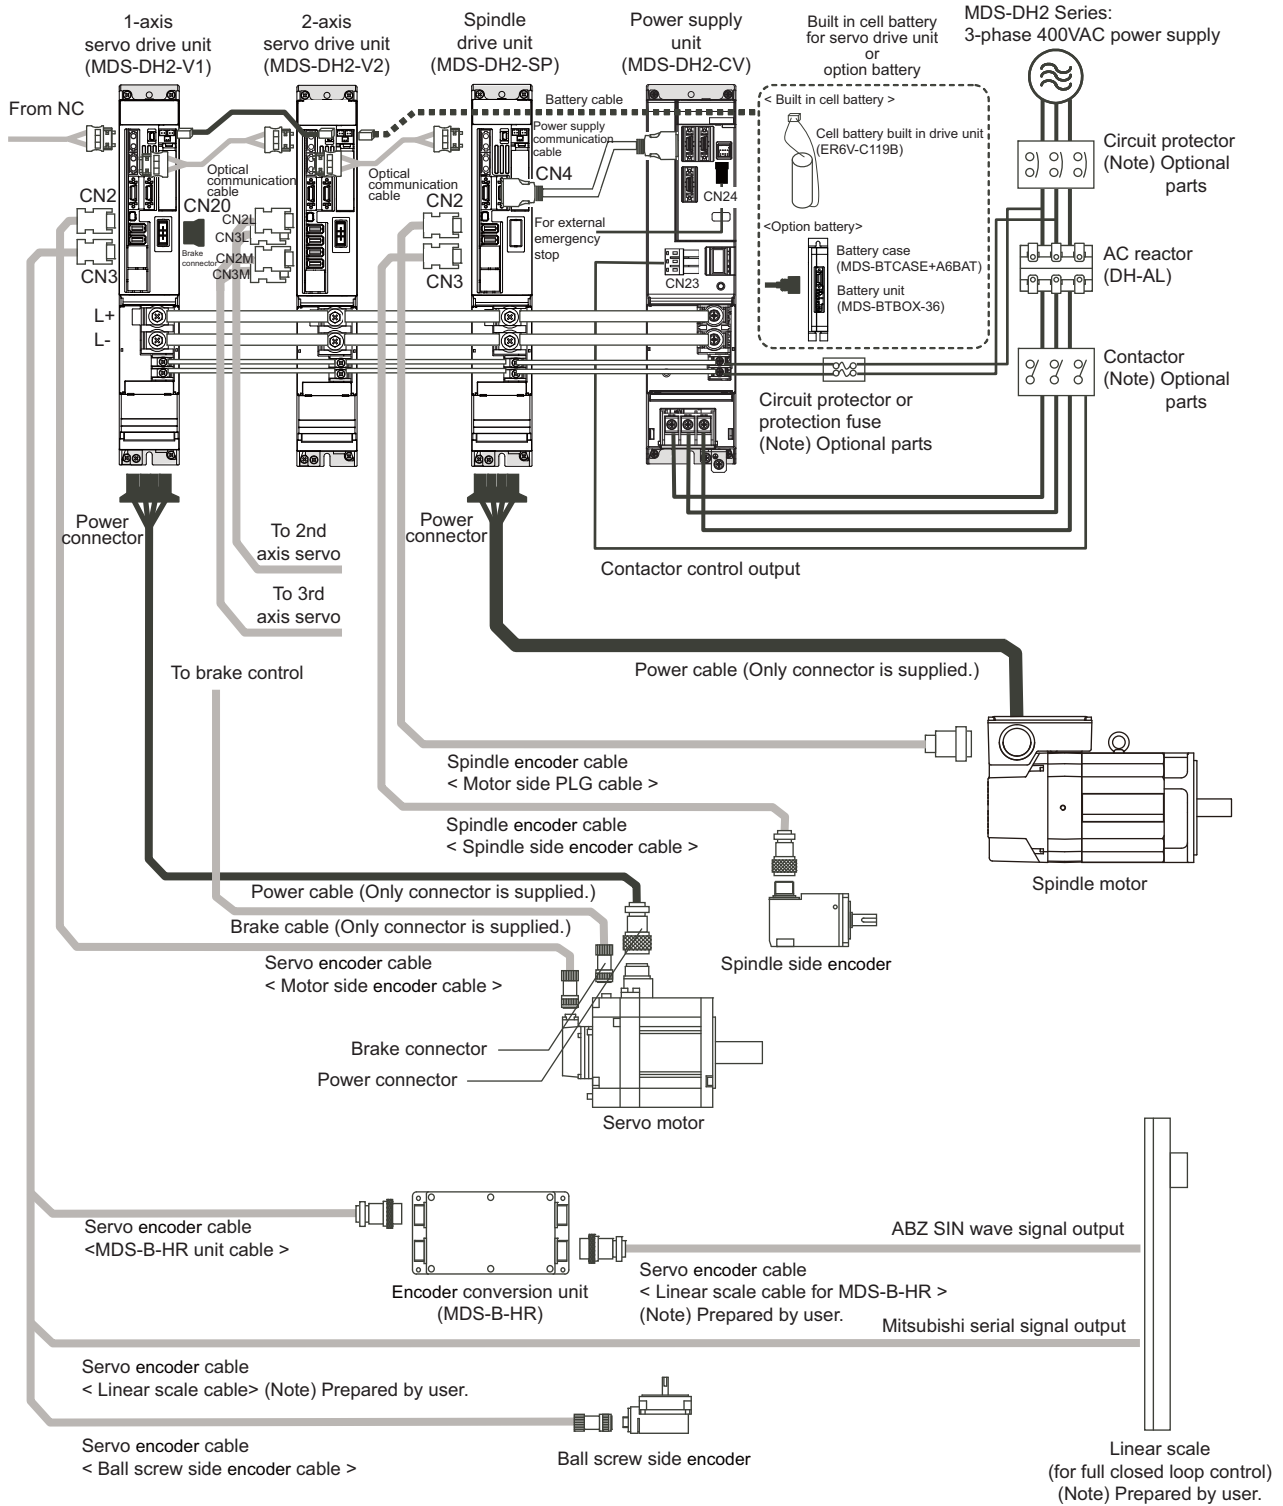 1-axis
servo drive unit
(MDS-DH2-V1)
2-axis
servo drive unit
(MDS-DH2-V2)
Spindle
drive unit
(MDS-DH2-SP)
Power supply
unit
(MDS-DH2-CV)
Built in cell battery
for servo drive unit
or
option battery
MDS-DH2 Series:
3-phase 400VAC power supply
From NC
Battery cable
< Built in cell battery >
Cell battery built in drive unit
(ER6V-C119B)
Power supply
communication
cable
Circuit protector
(Note) Optional
parts
Optical
communication
cable
Optical
communication
cable
CN4
CN2
CN20
CN2L
CN3L
CN2M
CN3M
CN2
CN24
CN3
Brake
connector
CN3
For external
emergency
stop
CN23
<Option battery>
Battery case
(MDS-BTCASE+A6BAT)
Battery unit
(MDS-BTBOX-36)
AC reactor
(DH-AL)
L+
L-
Contactor
(Note) Optional
parts
Circuit protector or
protection fuse
(Note) Optional parts
Power
connector
To 2nd
axis servo
Power
connector
Contactor control output
To 3rd
axis servo
To brake control
Power cable (Only connector is supplied.)
Spindle encoder cable
< Motor side PLG cable >
Spindle encoder cable
< Spindle side encoder cable >
Spindle motor
Power cable (Only connector is supplied.)
Brake cable (Only connector is supplied.)
Servo encoder cable
< Motor side encoder cable >
Spindle side encoder
Brake connector
Power connector
Servo motor
Servo encoder cable
<MDS-B-HR unit cable >
Encoder conversion unit
(MDS-B-HR)
ABZ SIN wave signal output
Servo encoder cable
< Linear scale cable for MDS-B-HR >
(Note) Prepared by user.
Mitsubishi serial signal output
Servo encoder cable
< Linear scale cable> (Note) Prepared by user.
Servo encoder cable
< Ball screw side encoder cable >
Ball screw side encoder
Linear scale
(for full closed loop control)
(Note) Prepared by user.